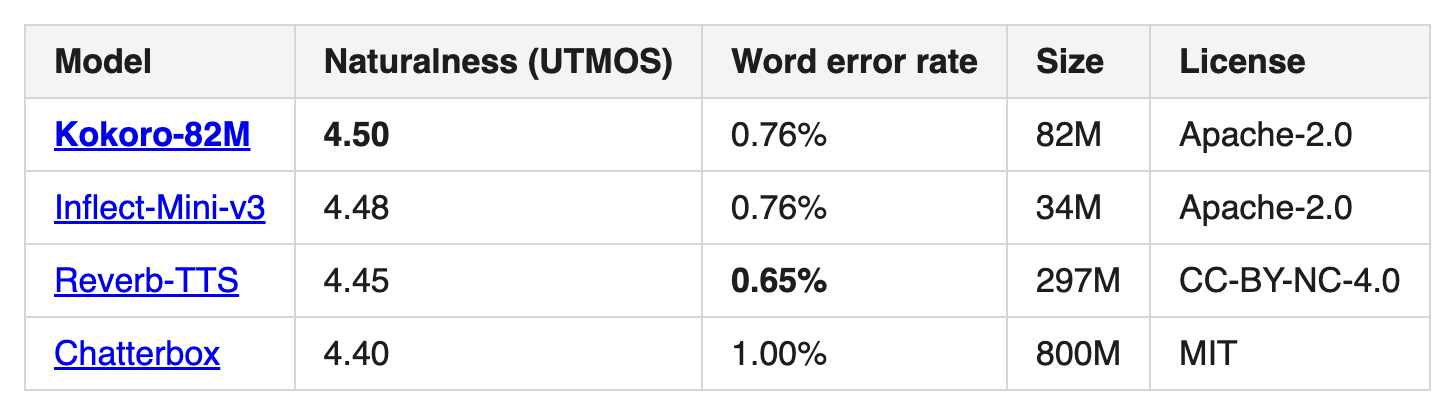 Model Naturalness (UTMOS) Word error rate Size License
Kokoro-82M 4.50 0.76% 82M Apache-2.0
Inflect-Mini-v3 4.48 0.76% 34M Apache-2.0
Reverb-TTS 4.45 0.65% 297M CC-BY-NC-4.0
Chatterbox 4.40 1.00% 800M MIT